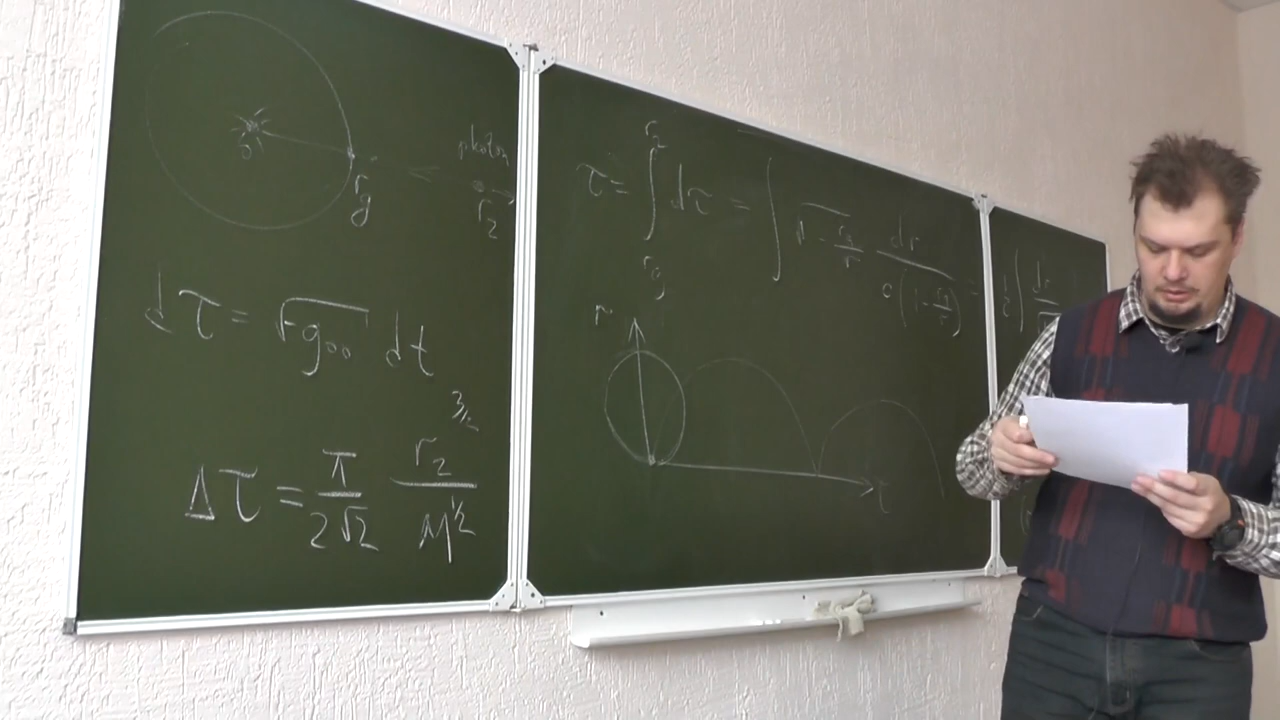 0
r_g
photon
r_2
dτ = √-g₀₀ dt
Δτ = π/(2√2) r_2^{3/2}/M^{1/2}
τ = ∫_{r_g}^{r_2} dτ = ∫ √(1 - r_g/r) dr/(c(1 - r_g/r))
r
τ